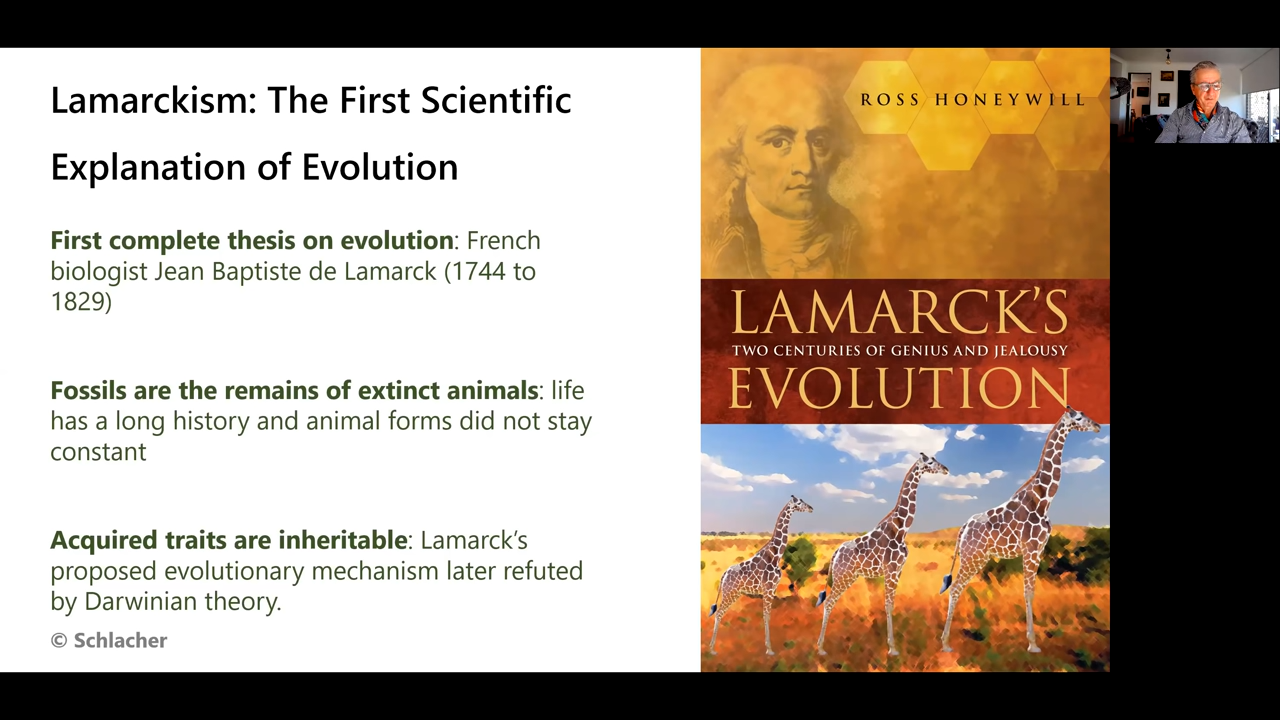 Lamarckism: The First Scientific
Explanation of Evolution
First complete thesis on evolution: French
biologist Jean Baptiste de Lamarck (1744 to
1829)
Fossils are the remains of extinct animals: life
has a long history and animal forms did not stay
constant
Acquired traits are inheritable: Lamarck’s
proposed evolutionary mechanism later refuted
by Darwinian theory.
© Schlacher
ROSS HONEYWILL
LAMARCK’S
TWO CENTURIES OF GENIUS AND JEALOUSY
EVOLUTION